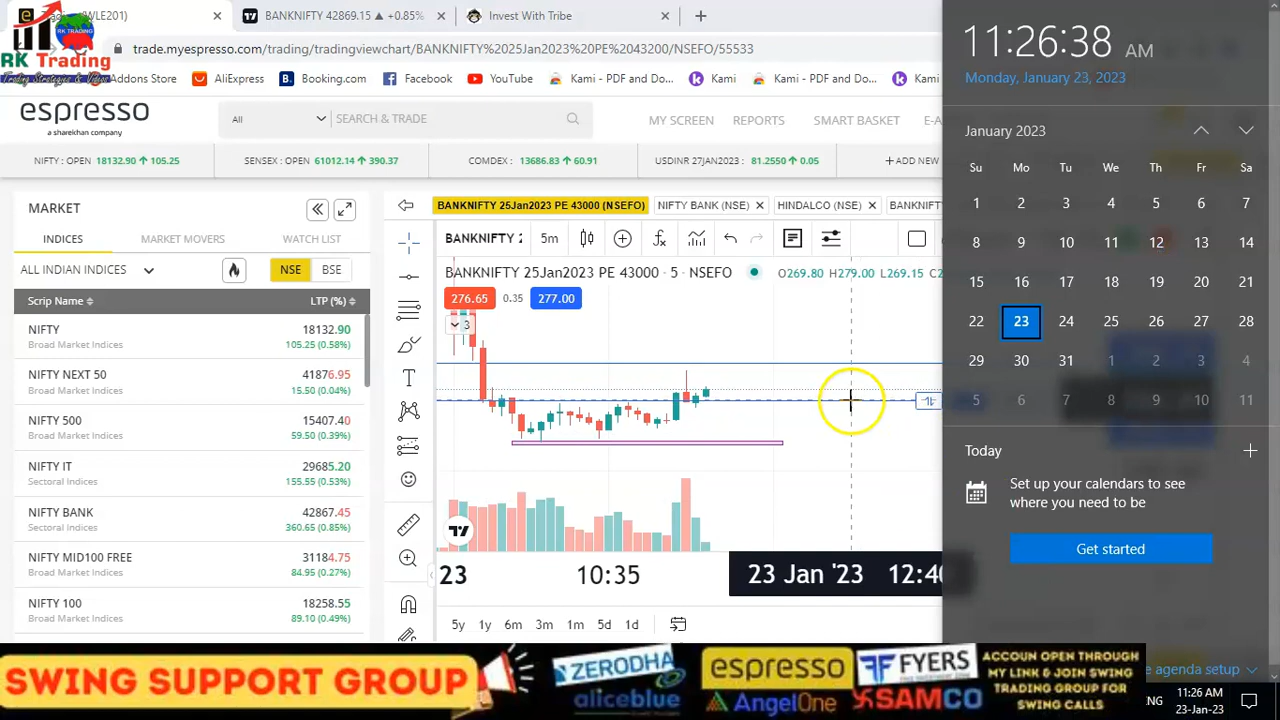 (WLE201)
BANKNIFTY 42869.15 ▲ +0.85%
Invest With Tribe
RK TRADING
RK Trading
trade.myespresso.com/trading/tradingviewchart/BANKNIFTY%2025Jan2023%20PE%2043200/NSEFO/55533
Addons Store
AliExpress
Booking.com
Facebook
YouTube
Kami - PDF and Do...
Kami
Kami - PDF and Do...
Kami
espresso
a sharekhan company
All
SEARCH & TRADE
MY SCREEN
REPORTS
SMART BASKET
NIFTY : OPEN 18132.90 ↑ 105.25
SENSEX : OPEN 61012.14 ↑ 390.37
COMDEX : 13686.83 ↑ 60.91
USDINR 27JAN2023 : 81.2550 ↑ 0.05
+ ADD NEW
MARKET
INDICES
MARKET MOVERS
WATCH LIST
ALL INDIAN INDICES
NSE
BSE
Scrip Name
LTP (%)
NIFTY 18132.90
Broad Market Indices 105.25 (0.58%)
NIFTY NEXT 50 41876.95
Broad Market Indices 15.50 (0.04%)
NIFTY 500 15407.40
Broad Market Indices 59.50 (0.39%)
NIFTY IT 29685.20
Sectoral Indices 155.55 (0.53%)
NIFTY BANK 42867.45
Sectoral Indices 360.65 (0.85%)
NIFTY MID100 FREE 31184.75
Broad Market Indices 84.95 (0.27%)
NIFTY 100 18258.55
Broad Market Indices 89.10 (0.49%)
BANKNIFTY 25Jan2023 PE 43000 (NSEFO)
NIFTY BANK (NSE)
HINDALCO (NSE)
BANKNIFTY 2
5m
BANKNIFTY 25Jan2023 PE 43000 · 5 · NSEFO
O269.80 H279.00 L269.15
276.65 0.35 277.00
3
23 10:35 23 Jan '23
5y 1y 6m 3m 1m 5d 1d
11:26:38 AM
Monday, January 23, 2023
January 2023
Su Mo Tu We Th Fr Sa
1 2 3 4 5 6 7
8 9 10 11 12 13 14
15 16 17 18 19 20 21
22 23 24 25 26 27 28
29 30 31 1 2 3 4
5 6 7 8 9 10 11
Today
Set up your calendars to see
where you need to be
Get started
e agenda setup
ENG
11:26 AM
23-Jan-23
SWING SUPPORT GROUP
ZERODHA
aliceblue
espresso
AngelOne
FYERS
SAMCO
ACCOUN OPEN THROUGH
MY LINK & JOIN SWING
TRADING GROUP FOR
SWING CALLS